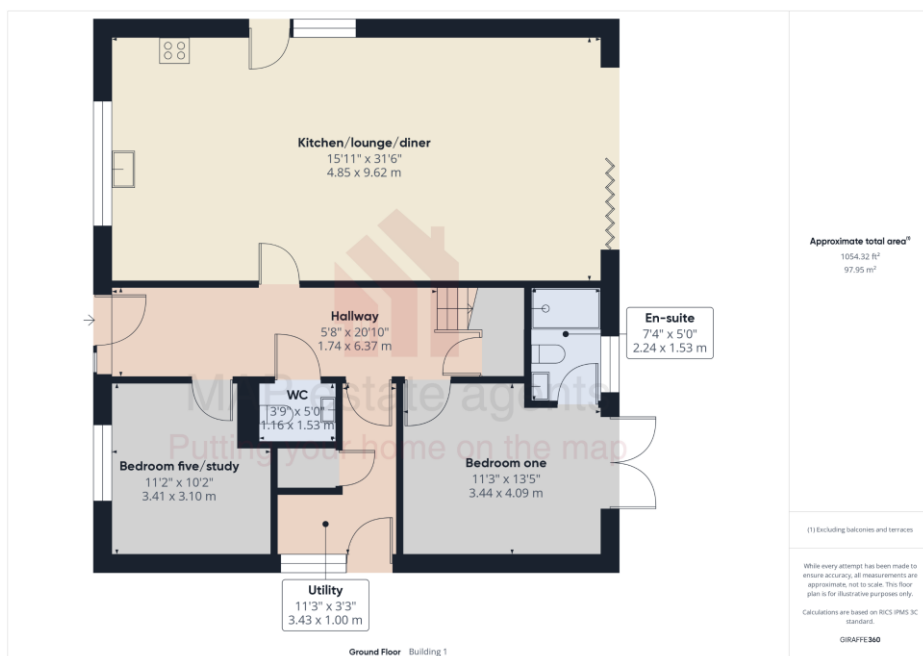 Kitchen/lounge/diner
15'11" x 31'6"
4.85 x 9.62 m
Hallway
5'8" x 20'10"
1.74 x 6.37 m
En-suite
7'4" x 5'0"
2.24 x 1.53 m
WC
3'9" x 5'0"
1.16 x 1.53 m
MAP estate agents
Putting your home on the map
Bedroom five/study
11'2" x 10'2"
3.41 x 3.10 m
Bedroom one
11'3" x 13'5"
3.44 x 4.09 m
Utility
11'3" x 3'3"
3.43 x 1.00 m
Ground Floor Building 1
Approximate total area(1)
1054.32 ft²
97.95 m²
(1) Excluding balconies and terraces
While every attempt has been made to
ensure accuracy, all measurements are
approximate, not to scale. This floor
plan is for illustrative purposes only.
Calculations are based on RICS IPMS 3C
standard.
GIRAFFE360